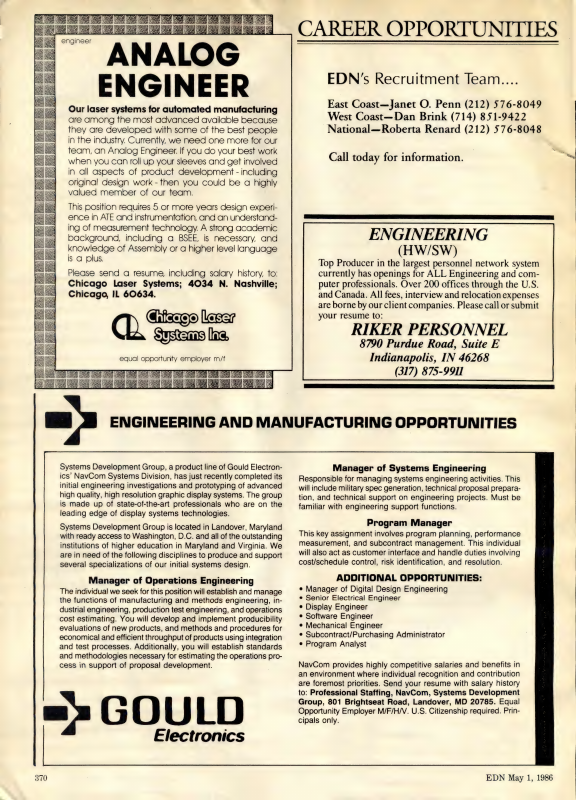 engineer
ANALOG
ENGINEER
Our laser systems for automated manufacturing
are among the most advanced available because
they are developed with some of the best people
in the industry. Currently, we need one more for our
team, an Analog Engineer. If you do your best work
when you can roll up your sleeves and get involved
in all aspects of product development - including
original design work - then you could be a highly
valued member of our team.
This position requires 5 or more years design experi-
ence in ATE and instrumentation, and an understand-
ing of measurement technology. A strong academic
background, including a BSEE, is necessary, and
knowledge of Assembly or a higher level language
is a plus.
Please send a resume, including salary history, to:
Chicago Laser Systems; 4034 N. Nashville;
Chicago, IL 60634.
Chicago Laser
Systems Inc.
equal opportunity employer m/f
CAREER OPPORTUNITIES
EDN's Recruitment Team....
East Coast—Janet O. Penn (212) 576-8049
West Coast—Dan Brink (714) 851-9422
National—Roberta Renard (212) 576-8048
Call today for information.
ENGINEERING
(HW/SW)
Top Producer in the largest personnel network system
currently has openings for ALL Engineering and com-
puter professionals. Over 200 offices through the U.S.
and Canada. All fees, interview and relocation expenses
are borne by our client companies. Please call or submit
your resume to:
RIKER PERSONNEL
8790 Purdue Road, Suite E
Indianapolis, IN 46268
(317) 875-9911
ENGINEERING AND MANUFACTURING OPPORTUNITIES
Systems Development Group, a product line of Gould Electron-
ics' NavCom Systems Division, has just recently completed its
initial engineering investigations and prototyping of advanced
high quality, high resolution graphic display systems. The group
is made up of state-of-the-art professionals who are on the
leading edge of display systems technologies.
Systems Development Group is located in Landover, Maryland
with ready access to Washington, D.C. and all of the outstanding
institutions of higher education in Maryland and Virginia. We
are in need of the following disciplines to produce and support
several specializations of our initial systems design.
Manager of Operations Engineering
The individual we seek for this position will establish and manage
the functions of manufacturing and methods engineering, in-
dustrial engineering, production test engineering, and operations
cost estimating. You will develop and implement producibility
evaluations of new products, and methods and procedures for
economical and efficient throughput of products using integration
and test processes. Additionally, you will establish standards
and methodologies necessary for estimating the operations pro-
cess in support of proposal development.
GOULD
Electronics
Manager of Systems Engineering
Responsible for managing systems engineering activities. This
will include military spec generation, technical proposal prepara-
tion, and technical support on engineering projects. Must be
familiar with engineering support functions.
Program Manager
This key assignment involves program planning, performance
measurement, and subcontract management. This individual
will also act as customer interface and handle duties involving
cost/schedule control, risk identification, and resolution.
ADDITIONAL OPPORTUNITIES:
• Manager of Digital Design Engineering
• Senior Electrical Engineer
• Display Engineer
• Software Engineer
• Mechanical Engineer
• Subcontract/Purchasing Administrator
• Program Analyst
NavCom provides highly competitive salaries and benefits in
an environment where individual recognition and contribution
are foremost priorities. Send your resume with salary history
to: Professional Staffing, NavCom, Systems Development
Group, 801 Brightseat Road, Landover, MD 20785. Equal
Opportunity Employer M/F/H/V. U.S. Citizenship required. Prin-
cipals only.
370
EDN May 1, 1986